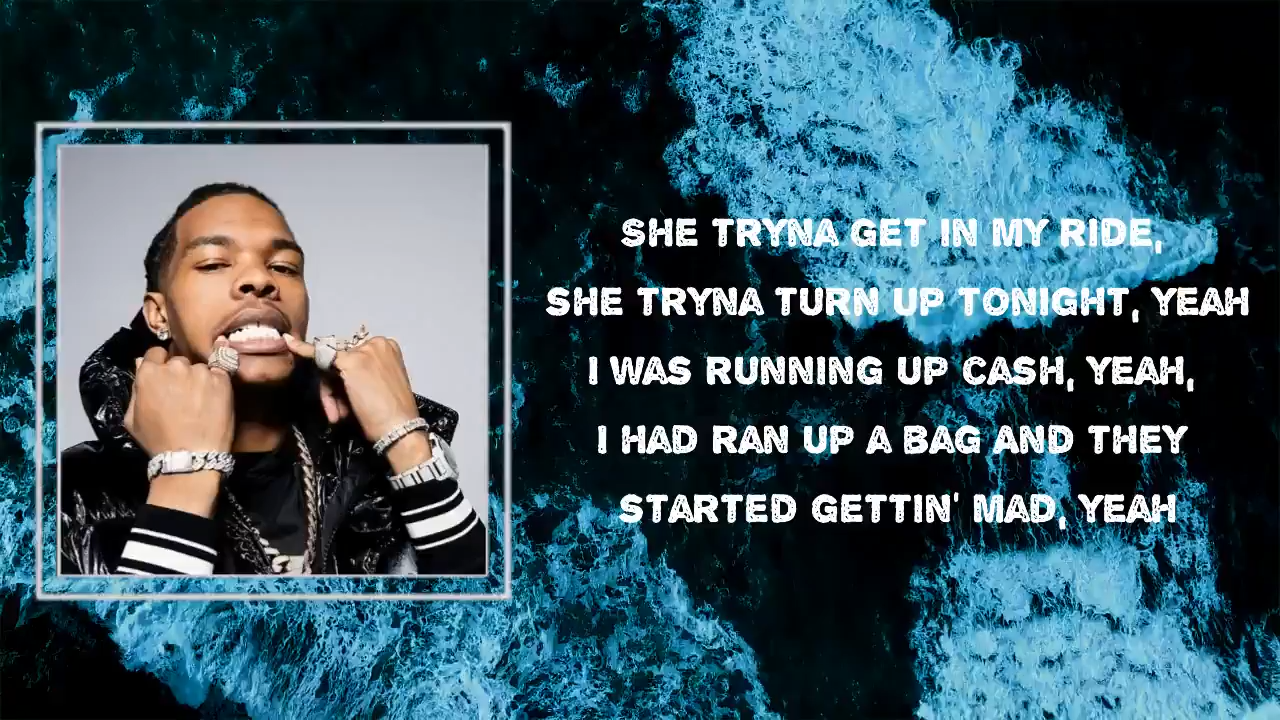 SHE TRYNA GET IN MY RIDE,
SHE TRYNA TURN UP TONIGHT, YEAH
I WAS RUNNING UP CASH, YEAH,
I HAD RAN UP A BAG AND THEY
STARTED GETTIN' MAD, YEAH